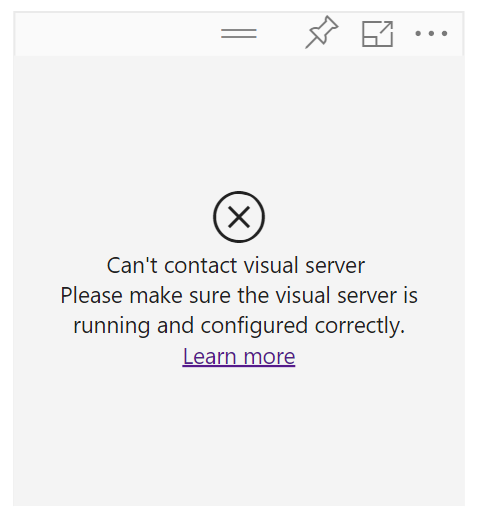 Can't contact visual server
Please make sure the visual server is
running and configured correctly.
Learn more